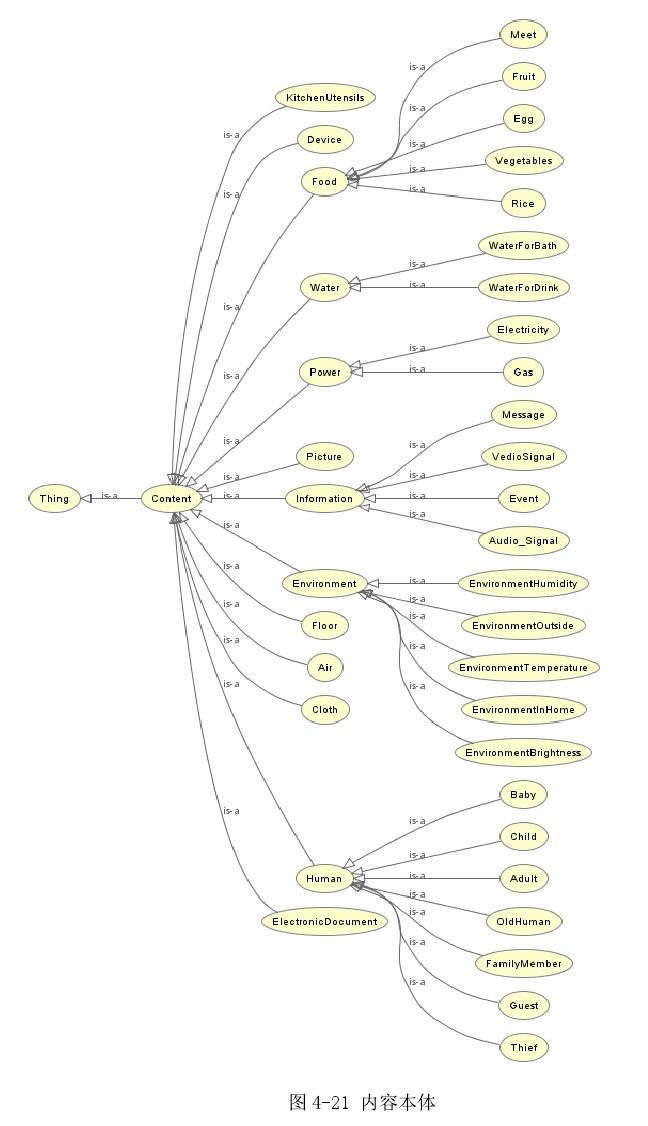 Meet
Fruit
KitchenUtensils
is-a
is-a
Egg
is-a
Device
is-a
Vegetables
is-a
Food
is-a
is-a
Rice
WaterForBath
is-a
Water
is-a
WaterForDrink
is-a
Electricity
is-a
Power
is-a
Gas
is-a
Message
is-a
Picture
is-a
VedioSignal
is-a
is-a
Thing
is-a
Content
is-a
Information
is-a
Event
is-a
is-a
Audio_Signal
Environment
is-a
EnvironmentHumidity
is-a
is-a
Floor
is-a
EnvironmentOutside
is-a
Air
is-a
EnvironmentTemperature
is-a
is-a
Cloth
EnvironmentInHome
EnvironmentBrightness
Baby
is-a
is-a
Child
is-a
Human
is-a
Adult
is-a
ElectronicDocument
is-a
OldHuman
is-a
FamilyMember
is-a
Guest
Thief
图 4-21 内容本体